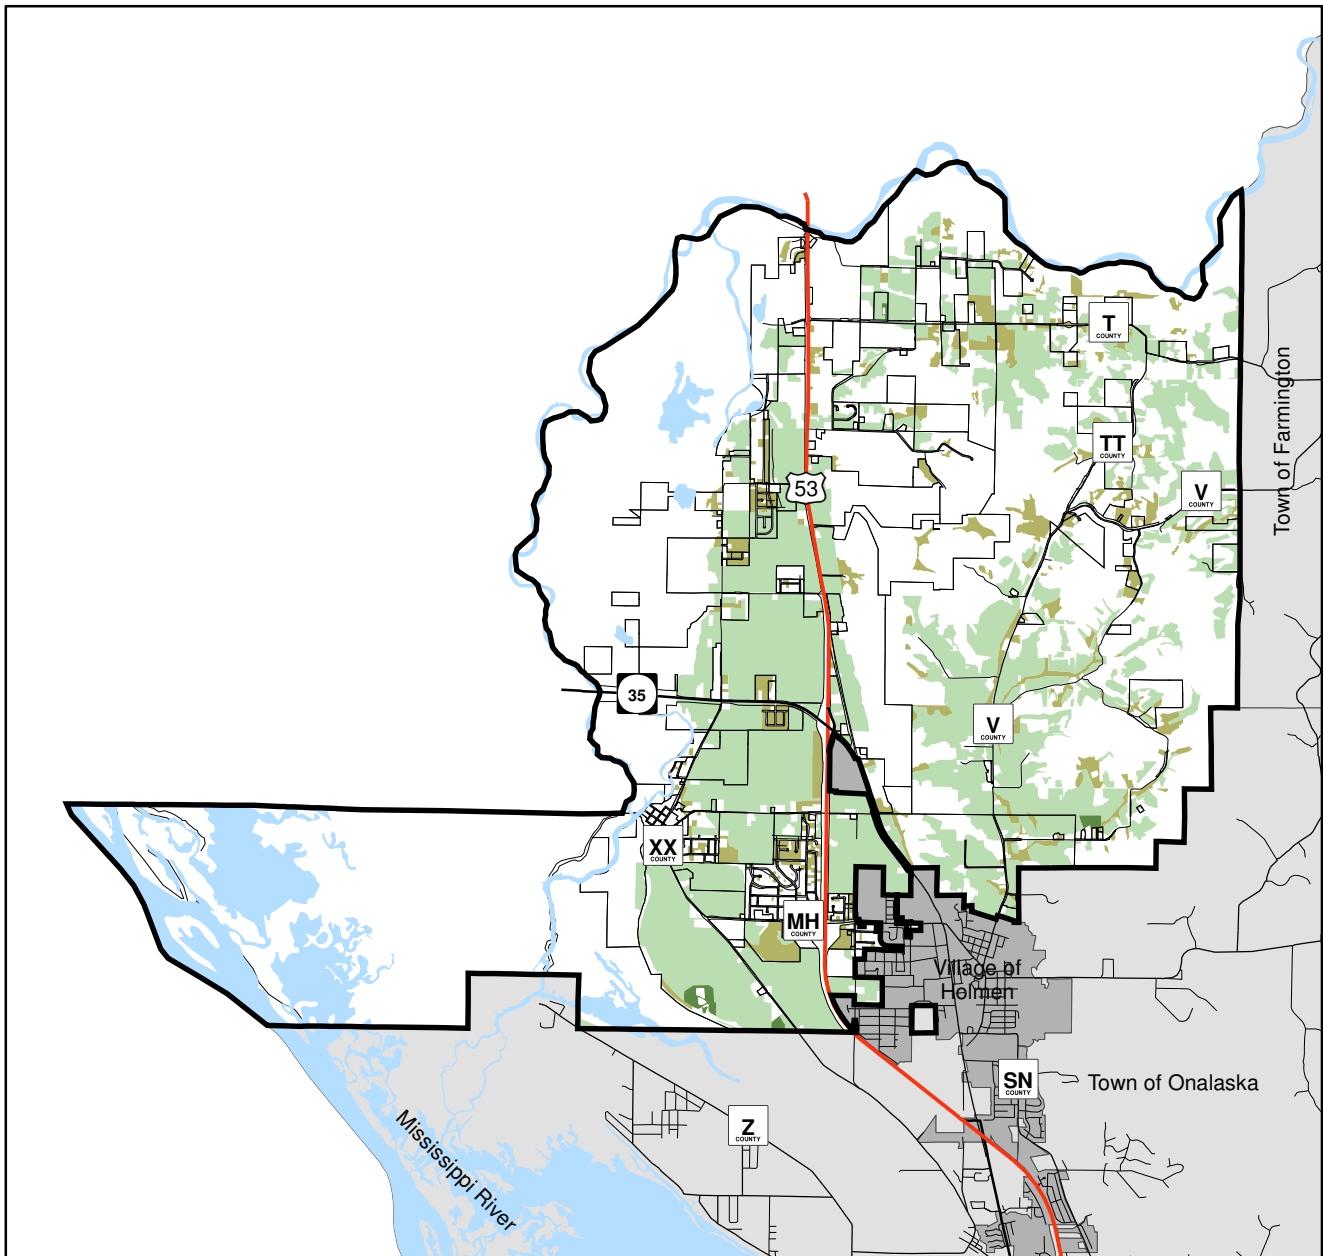 T
COUNTY
Town of Farmington
TT
COUNTY
V
COUNTY
53
35
V
COUNTY
XX
COUNTY
MH
COUNTY
Village of
Holmen
SN
COUNTY
Town of Onalaska
Z
COUNTY
Mississippi River